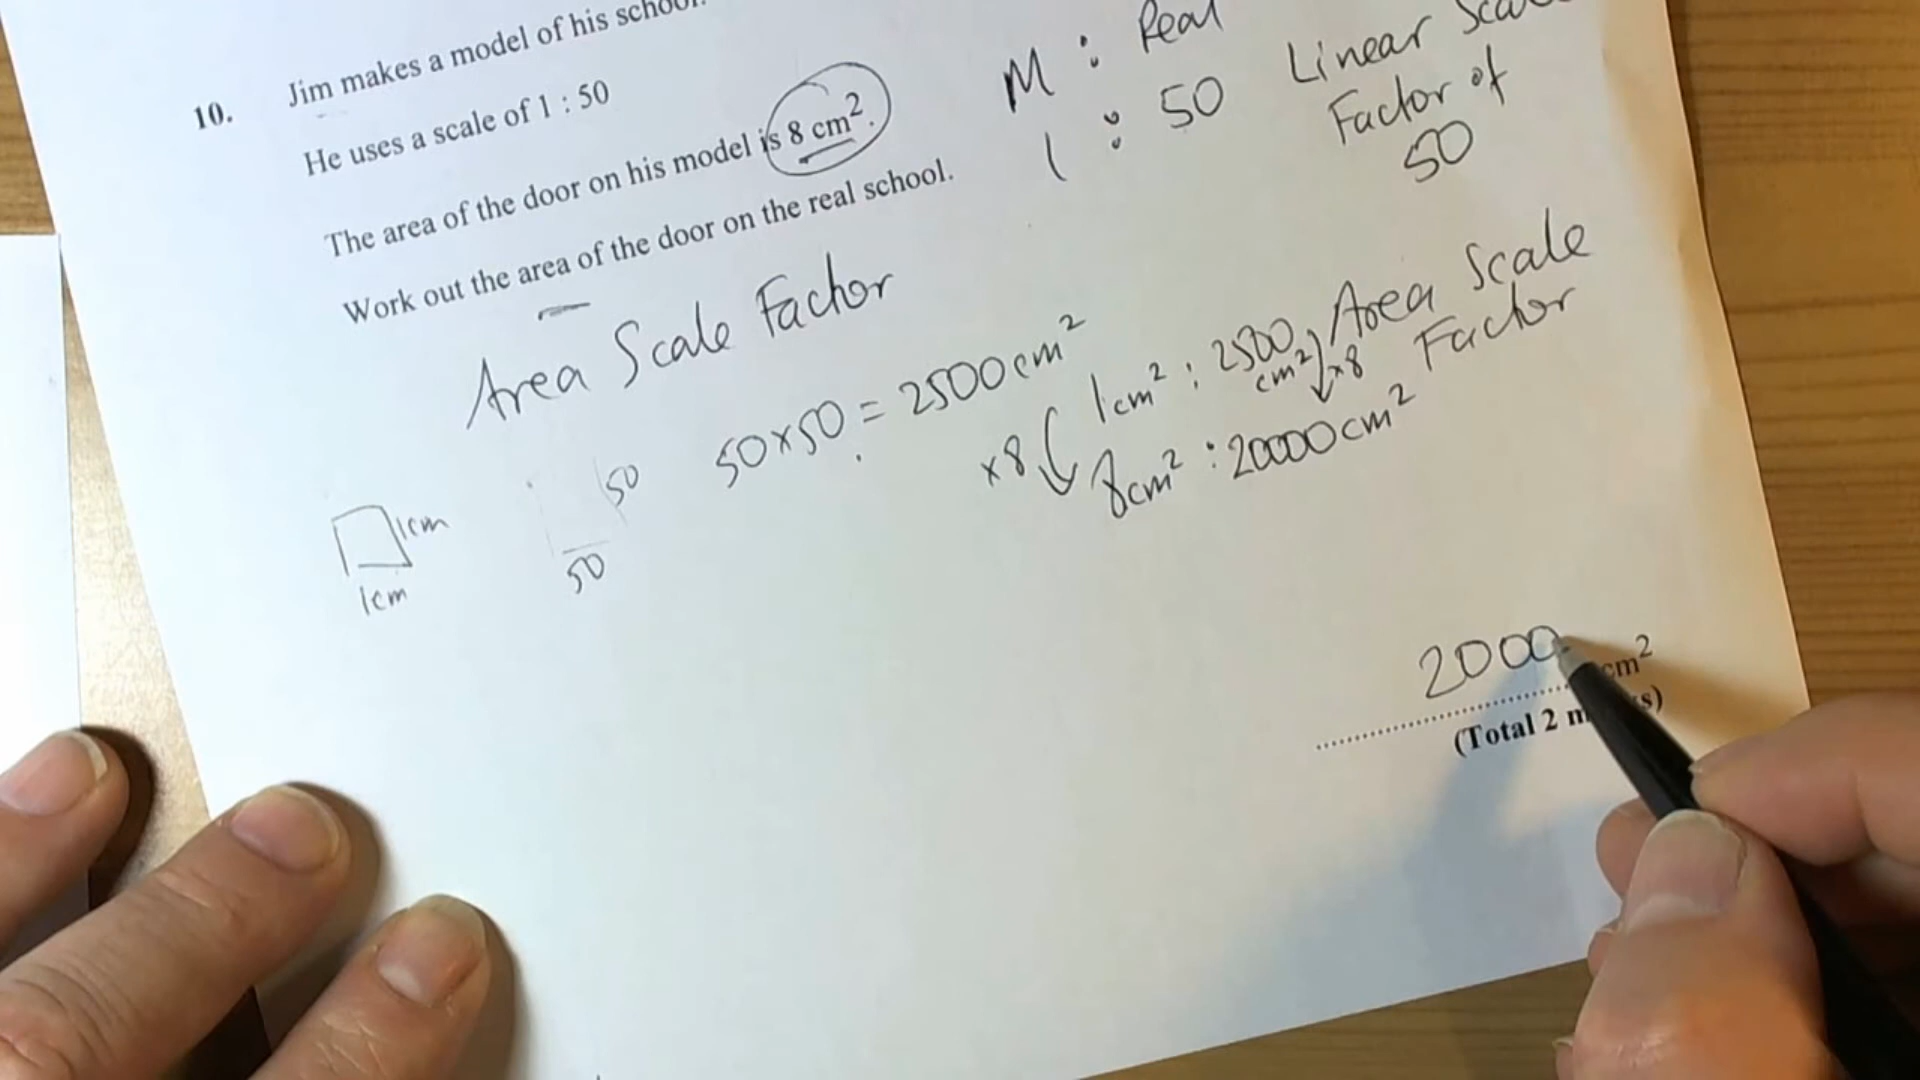 10. Jim makes a model of his school.
He uses a scale of 1 : 50
The area of the door on his model is 8 cm².
Work out the area of the door on the real school.
M : Real
1 : 50
Linear Scale
Factor of
50
Area Scale Factor
50×50 = 2500cm²
1cm² : 2500 cm²
Area Scale
Factor
×8
×8
8cm² : 20000cm²
1cm
1cm
50
50
2000
cm²
(Total 2